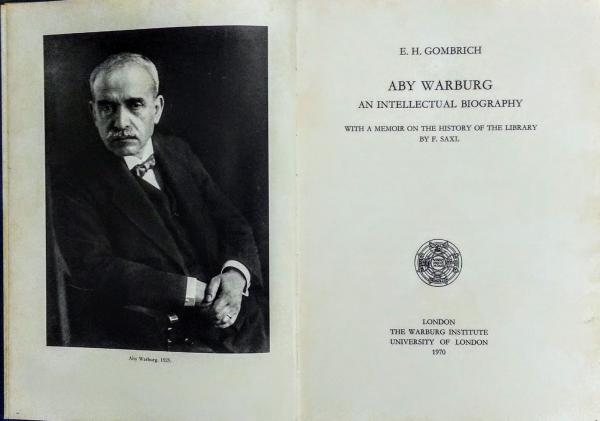 Aby Warburg. 1925.
E. H. GOMBRICH
ABY WARBURG
AN INTELLECTUAL BIOGRAPHY
WITH A MEMOIR ON THE HISTORY OF THE LIBRARY
BY F. SAXL
LONDON
THE WARBURG INSTITUTE
UNIVERSITY OF LONDON
1970